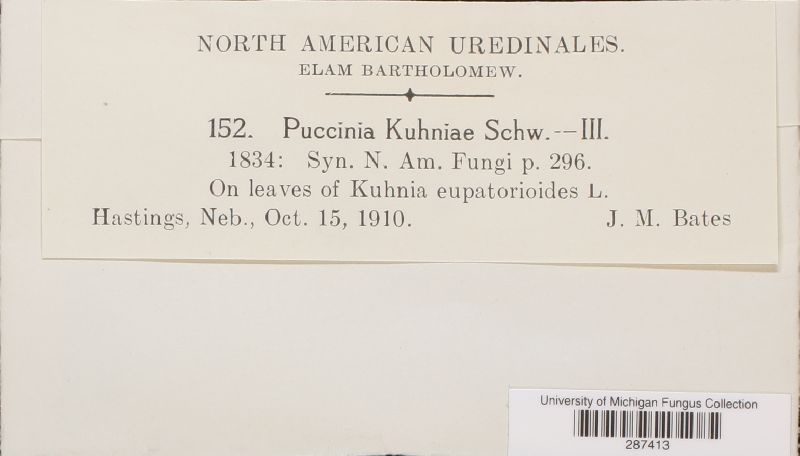 NORTH AMERICAN UREDINALES.
ELAM BARTHOLOMEW.
152. Puccinia Kuhniae Schw.--III.
1834: Syn. N. Am. Fungi p. 296.
On leaves of Kuhnia eupatorioides L.
Hastings, Neb., Oct. 15, 1910. J. M. Bates
University of Michigan Fungus Collection
287413